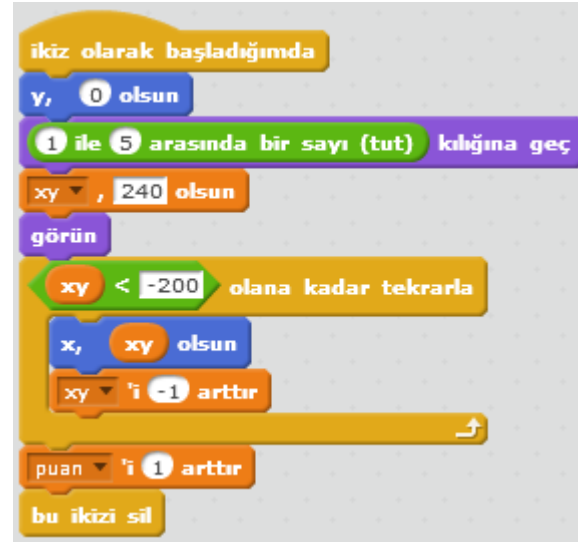 ikiz olarak başladığımda
y, 0 olsun
1 ile 5 arasında bir sayı (tut) kılığına geç
xy , 240 olsun
görün
xy < -200 olana kadar tekrarla
x, xy olsun
xy 'i -1 arttır
puan 'i 1 arttır
bu ikizi sil